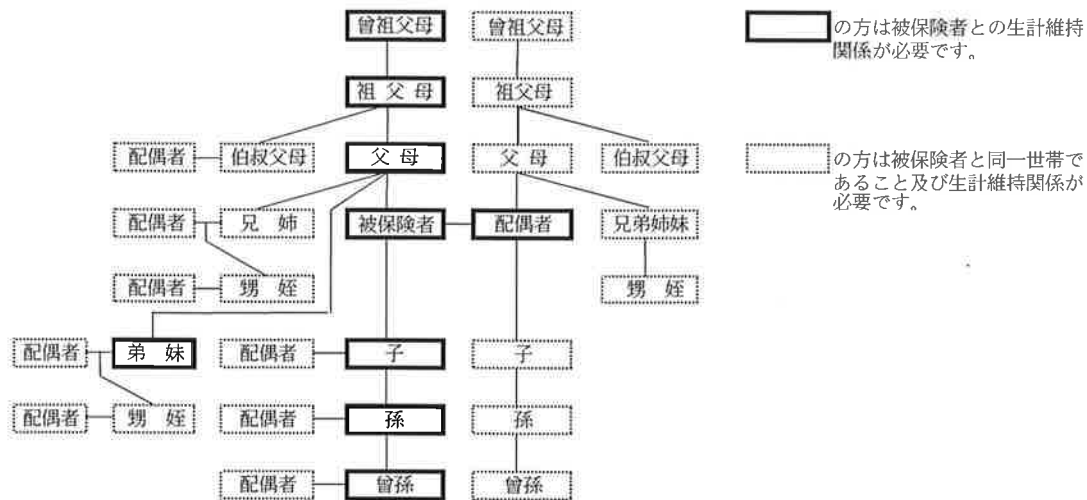 曾祖父母 曾祖父母
の方は被保険者との生計維持
関係が必要です。
祖 父 母 祖父母
配偶者 伯叔父母 父 母 父 母 伯叔父母
の方は被保険者と同一世帯で
あること及び生計維持関係が
必要です。
配偶者 兄 姉 被保険者 配偶者 兄弟姉妹
配偶者 甥 姪 甥 姪
配偶者 弟 妹 配偶者 子 子
配偶者 甥 姪 配偶者 孫 孫
配偶者 曾孫 曾孫